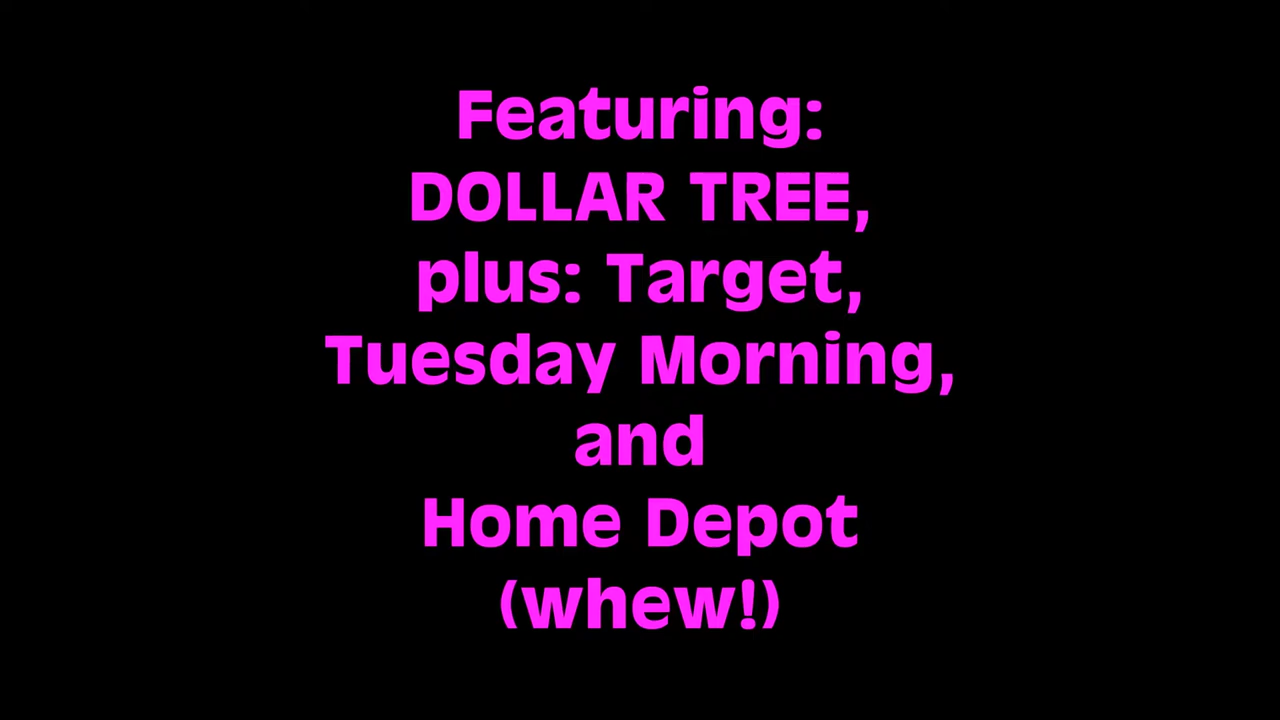 Featuring:
DOLLAR TREE,
plus: Target,
Tuesday Morning,
and
Home Depot
(whew!)